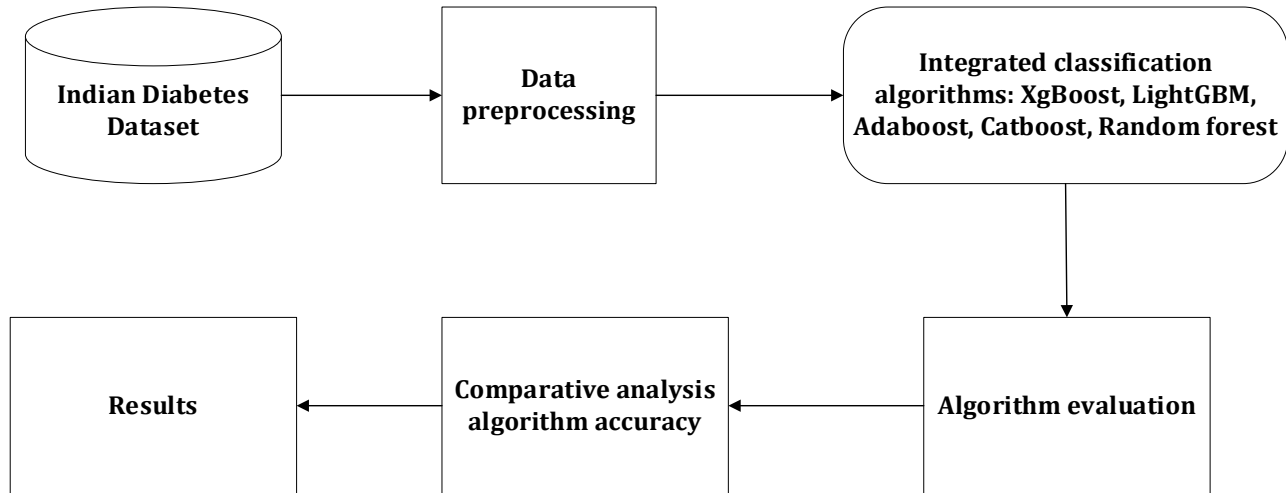 Indian Diabetes
Dataset
Data
preprocessing
Integrated classification
algorithms: XgBoost, LightGBM,
Adaboost, Catboost, Random forest
Results
Comparative analysis
algorithm accuracy
Algorithm evaluation